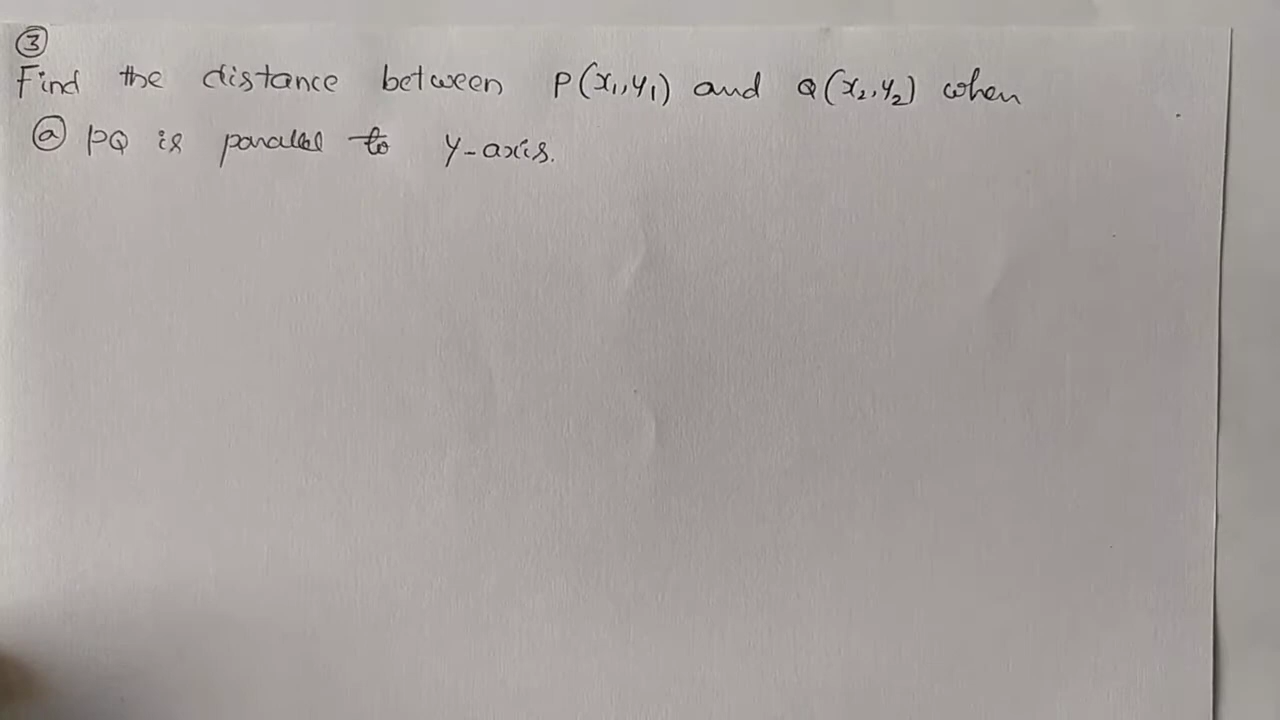 ③
Find the distance between P(x₁,y₁) and Q(x₂,y₂) when
ⓐ PQ is parallel to y-axis.